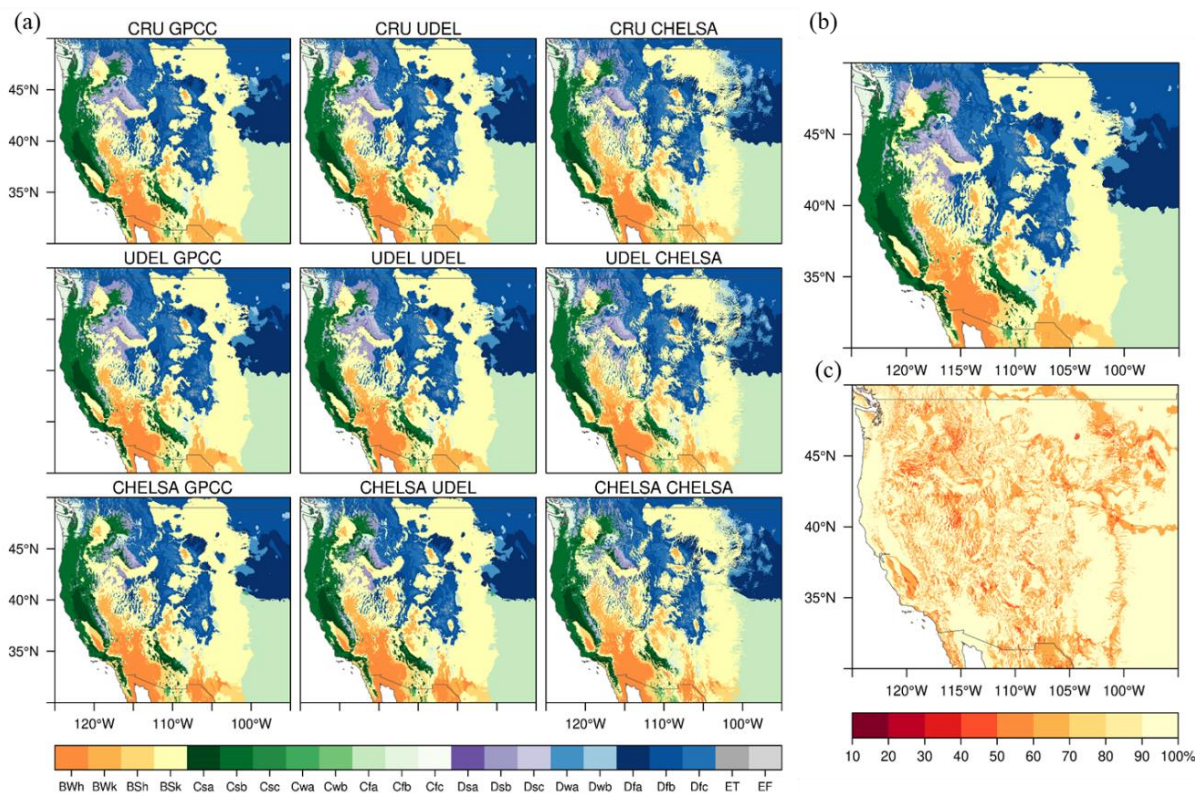 (a)
CRU GPCC CRU UDEL CRU CHELSA
45°N
40°N
35°N
UDEL GPCC UDEL UDEL UDEL CHELSA
CHELSA GPCC CHELSA UDEL CHELSA CHELSA
45°N
40°N
35°N
120°W 110°W 100°W 120°W 110°W 100°W
BWh BWk BSh BSk Csa Csb Csc Cwa Cwb Cfa Cfb Cfc Dsa Dsb Dsc Dwa Dwb Dfa Dfb Dfc ET EF
(b)
45°N
40°N
35°N
120°W 115°W 110°W 105°W 100°W
(c)
45°N
40°N
35°N
120°W 115°W 110°W 105°W 100°W
10 20 30 40 50 60 70 80 90 100%